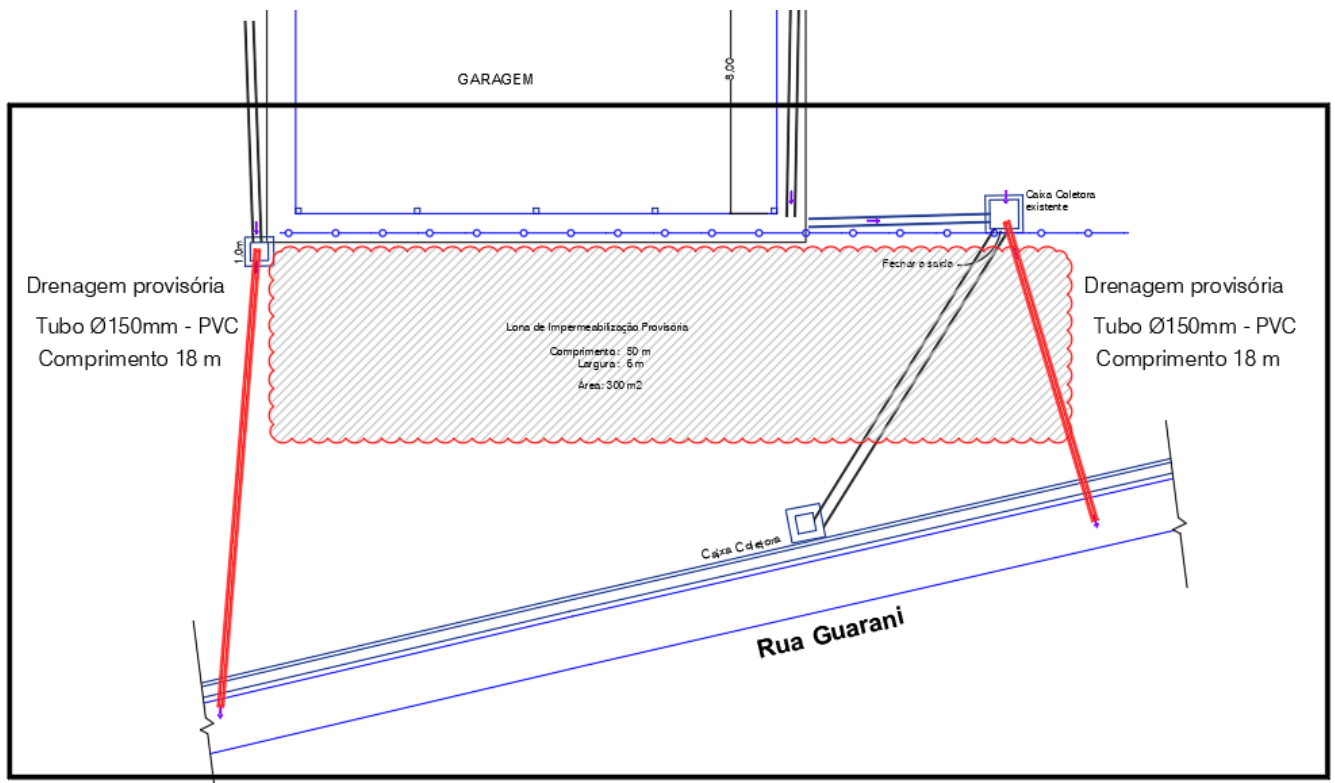 GARAGEM
8,00
Caixa Coletora
existente
1,0m
Fechar a saída
Drenagem provisória
Tubo Ø150mm - PVC
Comprimento 18 m
Lona de Impermeabilização Provisória
Comprimento: 50 m
Largura: 6 m
Área: 300 m2
Drenagem provisória
Tubo Ø150mm - PVC
Comprimento 18 m
Caixa Coletora
Rua Guarani